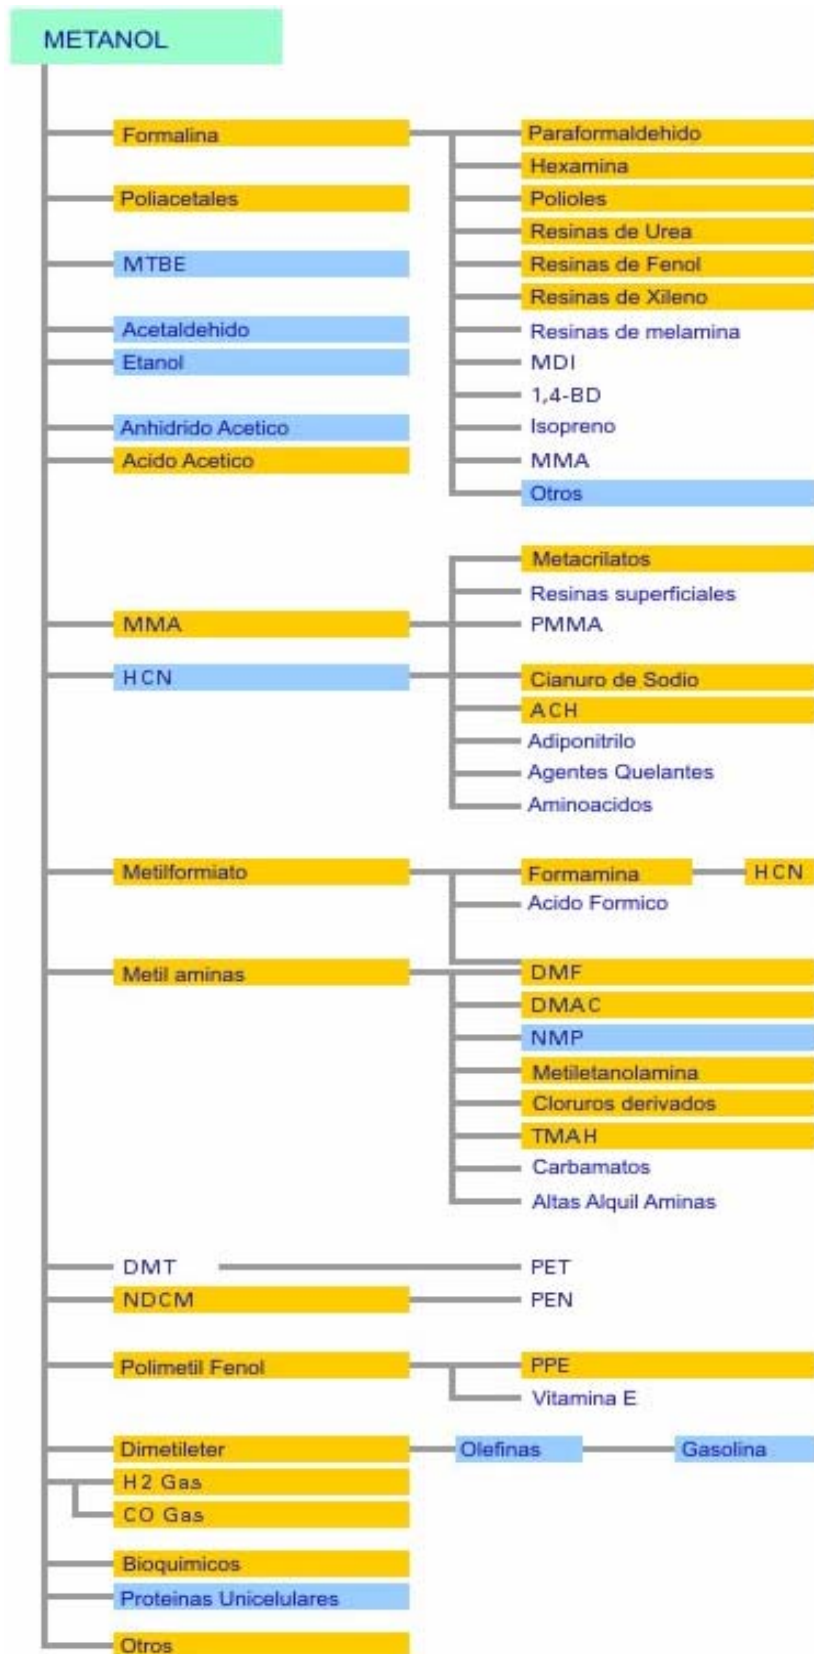 METANOL
Formalina
Paraformaldehido
Hexamina
Poliacetales
Polioles
Resinas de Urea
MTBE
Resinas de Fenol
Resinas de Xileno
Acetaldehido
Resinas de melamina
Etanol
MDI
1,4-BD
Anhidrido Acetico
Isopreno
Acido Acetico
MMA
Otros
Metacrilatos
Resinas superficiales
MMA
PMMA
HCN
Cianuro de Sodio
ACH
Adiponitrilo
Agentes Quelantes
Aminoacidos
Metilformiato
Formamina
HCN
Acido Formico
Metil aminas
DMF
DMAC
NMP
Metiletanolamina
Cloruros derivados
TMAH
Carbamatos
Altas Alquil Aminas
DMT
PET
NDCM
PEN
Polimetil Fenol
PPE
Vitamina E
Dimetileter
Olefinas
Gasolina
H2 Gas
CO Gas
Bioquimicos
Proteinas Unicelulares
Otros